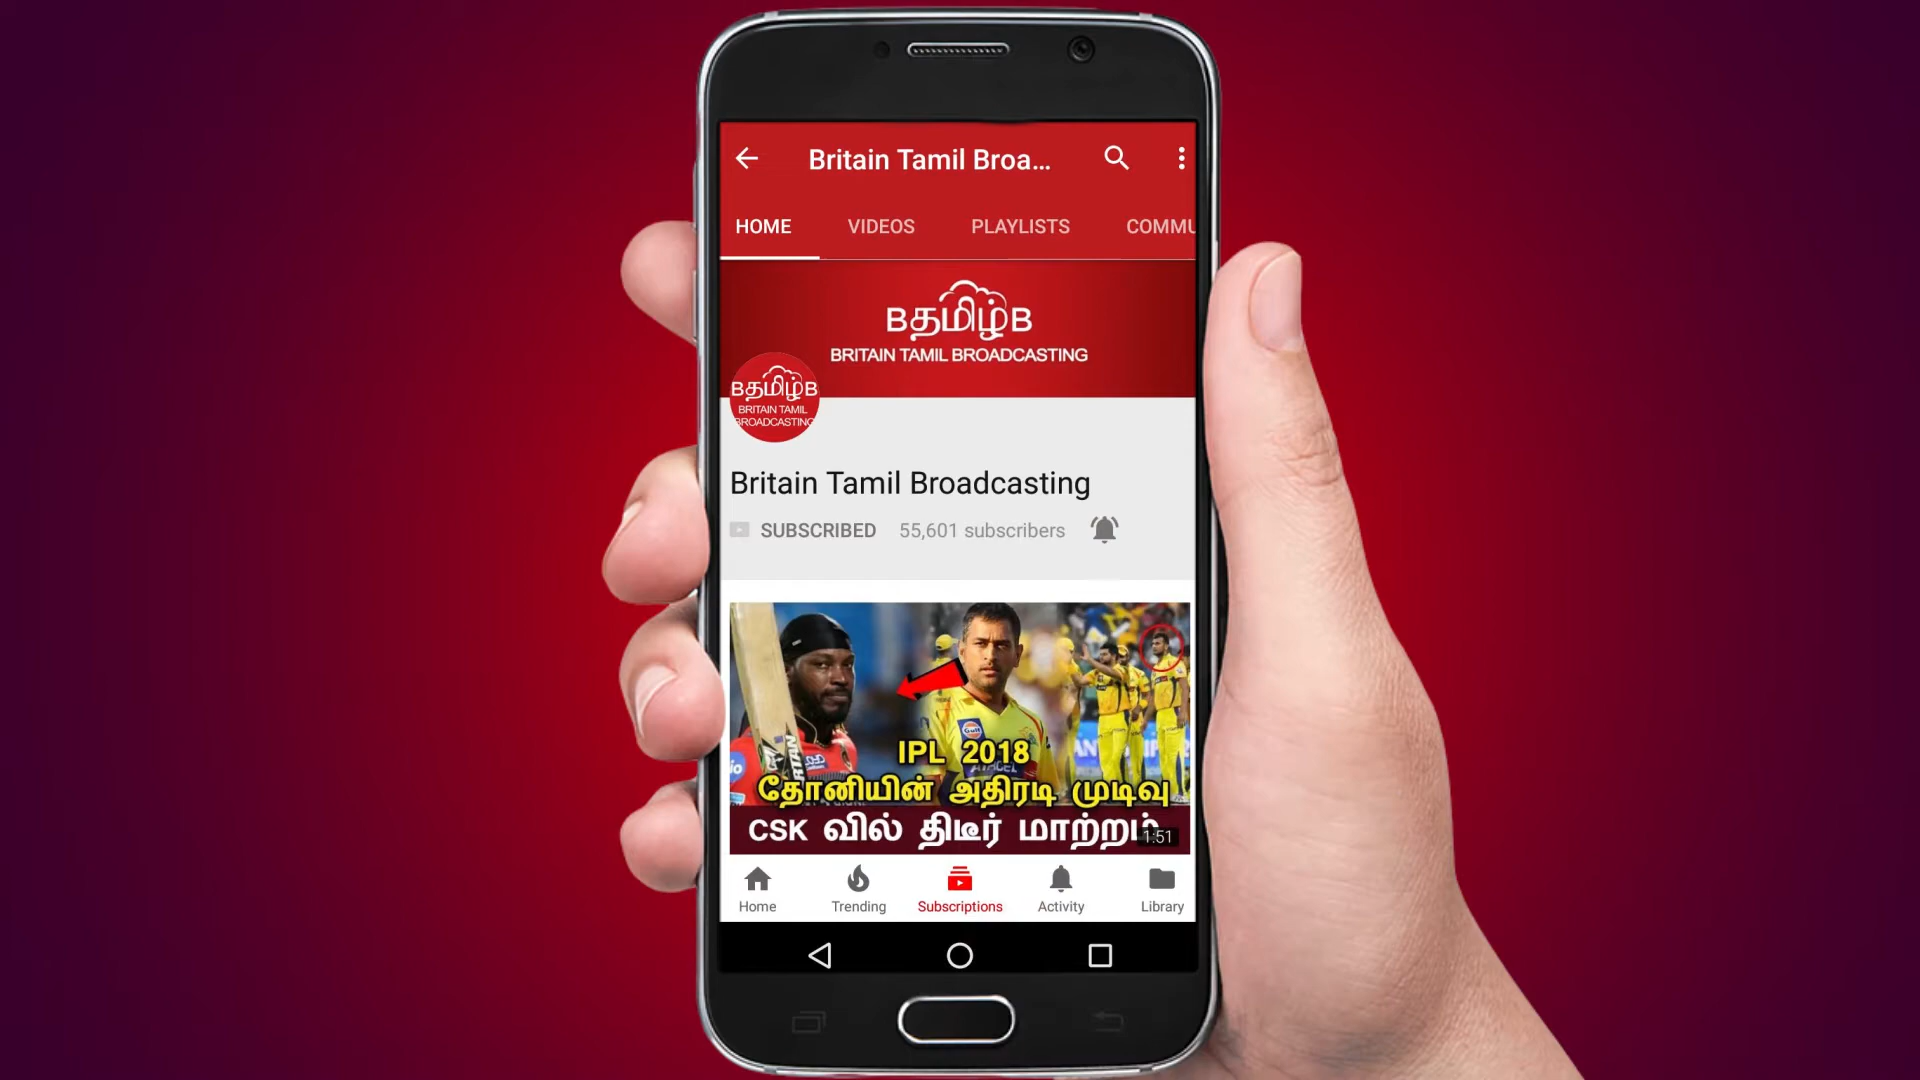 Britain Tamil Broa...
HOME VIDEOS PLAYLISTS COMMU
Bதமிழ்B
BRITAIN TAMIL BROADCASTING
Bதமிழ்B
BRITAIN TAMIL
BROADCASTING
Britain Tamil Broadcasting
SUBSCRIBED 55,601 subscribers
Gulf
IPL 2018
தோனியின் அதிரடி முடிவு
CSK வில் திடீர் மாற்றம்
1:51
Home Trending Subscriptions Activity Library